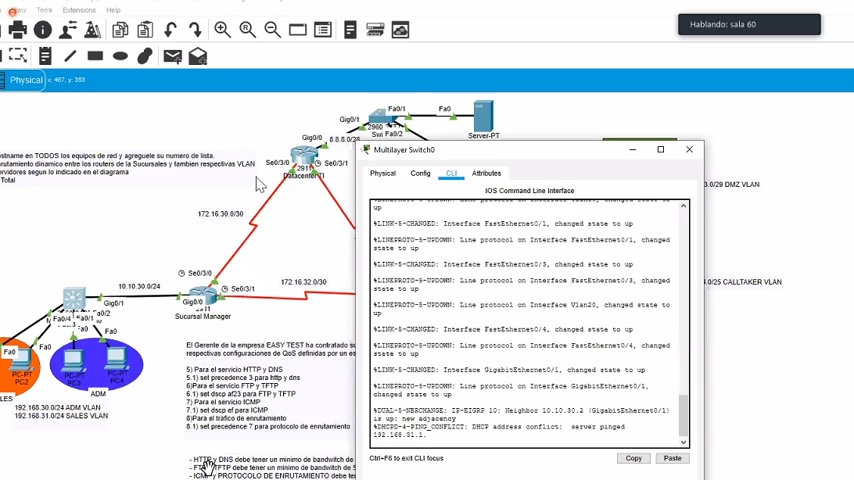 View Tools Extensions Help
Hablando: sala 60
Physical x: 467, y: 353
Fa0/1 Fa0
Gig0/1
8.8.8.0/28
2960
Fa0/2
Server-PT
Gig0/0
ostname en TODOS los equipos de red y agreguele su numero de lista.
rutamiento dinamico entre los routers de la Sucursales y tambien respectivas VLAN
ervidores segun lo indicado en el diagrama
Total
Se0/3/0
Se0/3/1
Datacenter TI
172.16.30.0/30
3.0/29 DMZ VLAN
Multilayer Switch0
Physical Config CLI Attributes
IOS Command Line Interface
up
%LINK-5-CHANGED: Interface FastEthernet0/1, changed state to up
%LINEPROTO-5-UPDOWN: Line protocol on Interface FastEthernet0/1, changed
state to up
%LINK-5-CHANGED: Interface FastEthernet0/3, changed state to up
%LINEPROTO-5-UPDOWN: Line protocol on Interface FastEthernet0/3, changed
state to up
%LINEPROTO-5-UPDOWN: Line protocol on Interface Vlan20, changed state to
up
%LINK-5-CHANGED: Interface FastEthernet0/4, changed state to up
%LINEPROTO-5-UPDOWN: Line protocol on Interface FastEthernet0/4, changed
state to up
%LINK-5-CHANGED: Interface GigabitEthernet0/1, changed state to up
%LINEPROTO-5-UPDOWN: Line protocol on Interface GigabitEthernet0/1,
changed state to up
%DUAL-5-NBRCHANGE: IP-EIGRP 10: Neighbor 10.10.30.2 (GigabitEthernet0/1)
is up: new adjacency
%DHCPD-4-PING_CONFLICT: DHCP address conflict: server pinged
192.168.31.1.
Ctrl+F6 to exit CLI focus
Copy Paste
Se0/3/0
10.10.30.0/24
172.16.32.0/30
.0/25 CALLTAKER VLAN
Gig0/1
Gig0/0
Se0/3/1
Sucursal Manager
Fa0/4 Fa0/1
Fa0 Fa0 Fa0
Fa0
PC-PT
PC2
PC-PT
PC3
PC-PT
PC4
LES
ADM
192.168.30.0/24 ADM VLAN
192.168.31.0/24 SALES VLAN
El Gerente de la empresa EASY TEST ha contratado su
respectivas configuraciones de QoS definidas por un es
5) Para el servicio HTTP y DNS
5.1) set precedence 3 para http y dns
6)Para el servicio FTP y TFTP
6.1) set dscp af23 para FTP y TFTP
7) Para el servicio ICMP
7.1) set dscp ef para ICMP
8) Para el tráfico de enrutamiento
8.1) set precedence 7 para protocolo de enrutamiento
- HTTP y DNS debe tener un minimo de bandwitch de
- FTP TFTP debe tener un minimo de bandwitch de 5
- ICMP y PROTOCOLO DE ENRUTAMIENTO debe ten